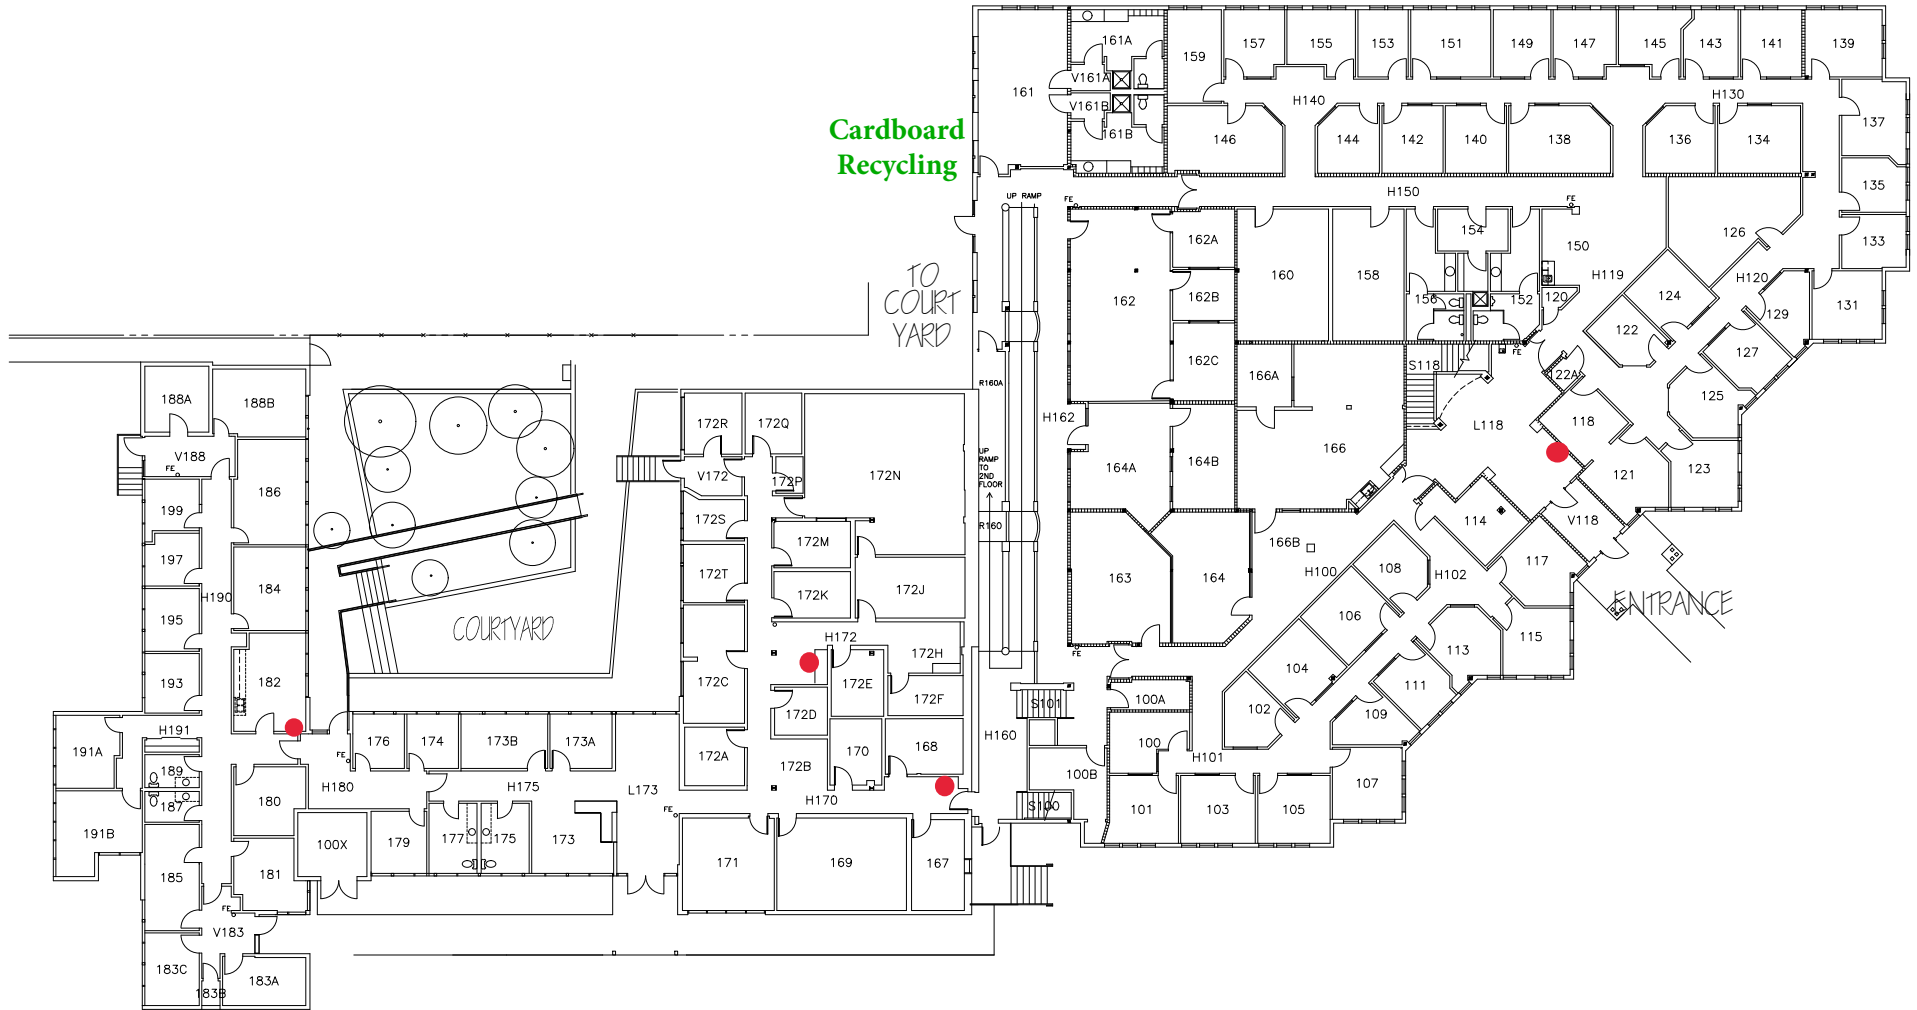 161A
159
157
155
153
151
149
147
145
143
141
139
V161A
161
H140
H130
V161B
137
Cardboard
Recycling
161B
146
144
142
140
138
136
134
135
H150
UP RAMP
FE
FE
154
162A
126
133
150
TO
COURT
YARD
162
160
158
H119
H120
162B
156
152
120
124
131
129
122
FE
127
162C
S118
166A
122A
R160A
125
188A
188B
172R
172Q
H162
118
L118
166
V188
FE
172N
V172
172P
UP
RAMP
TO
2ND
FLOOR
164A
164B
121
123
186
199
172S
R160
114
V118
172M
166B
197
117
172T
163
164
H100
108
H102
184
172J
H190
172K
ENTRANCE
195
COURTYARD
H172
106
115
172H
FE
113
182
193
172C
172E
104
111
172F
100A
S101
102
172D
109
H191
176
174
173B
173A
H160
100
191A
FE
172A
170
168
H101
189
172B
100B
107
H180
H175
L173
180
H170
187
FE
S100
101
103
105
191B
100X
179
177
175
173
171
169
167
185
181
FE
V183
183C
183B
183A